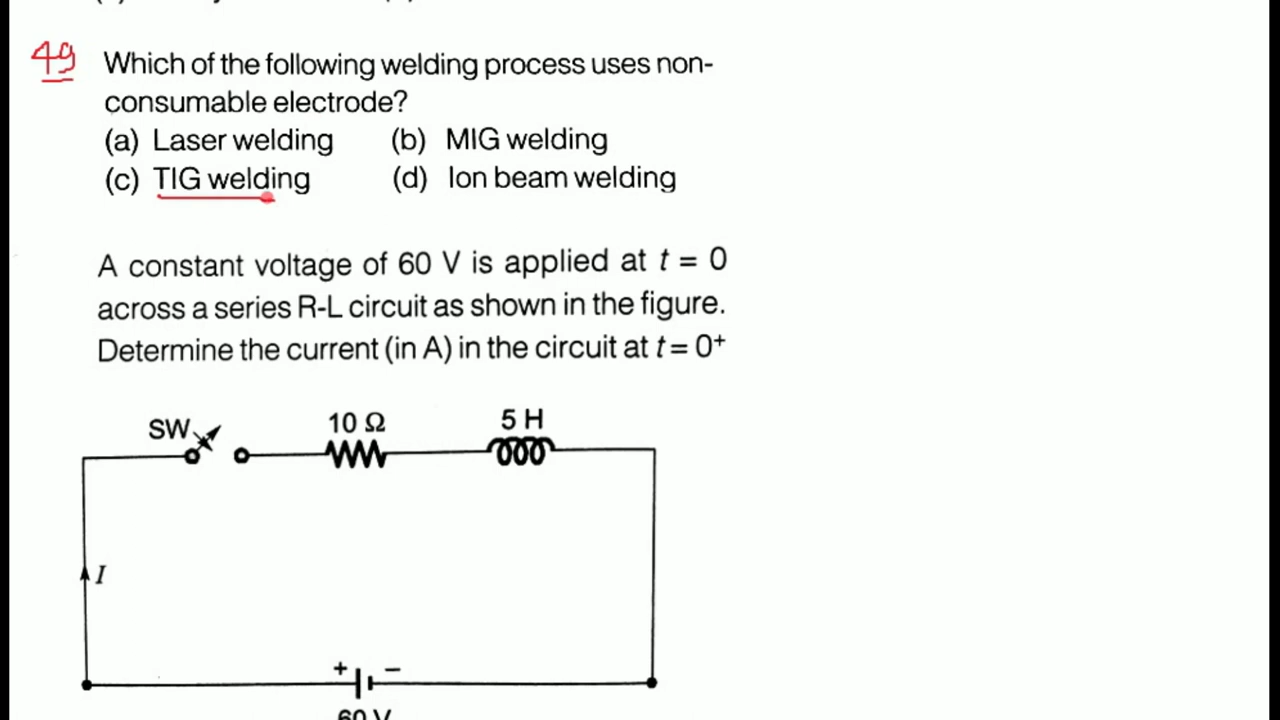 49 Which of the following welding process uses non-
consumable electrode?
(a) Laser welding (b) MIG welding
(c) TIG welding (d) Ion beam welding
A constant voltage of 60 V is applied at t = 0
across a series R-L circuit as shown in the figure.
Determine the current (in A) in the circuit at t = 0⁺
SW 10 Ω 5 H
I
+ −
60 V